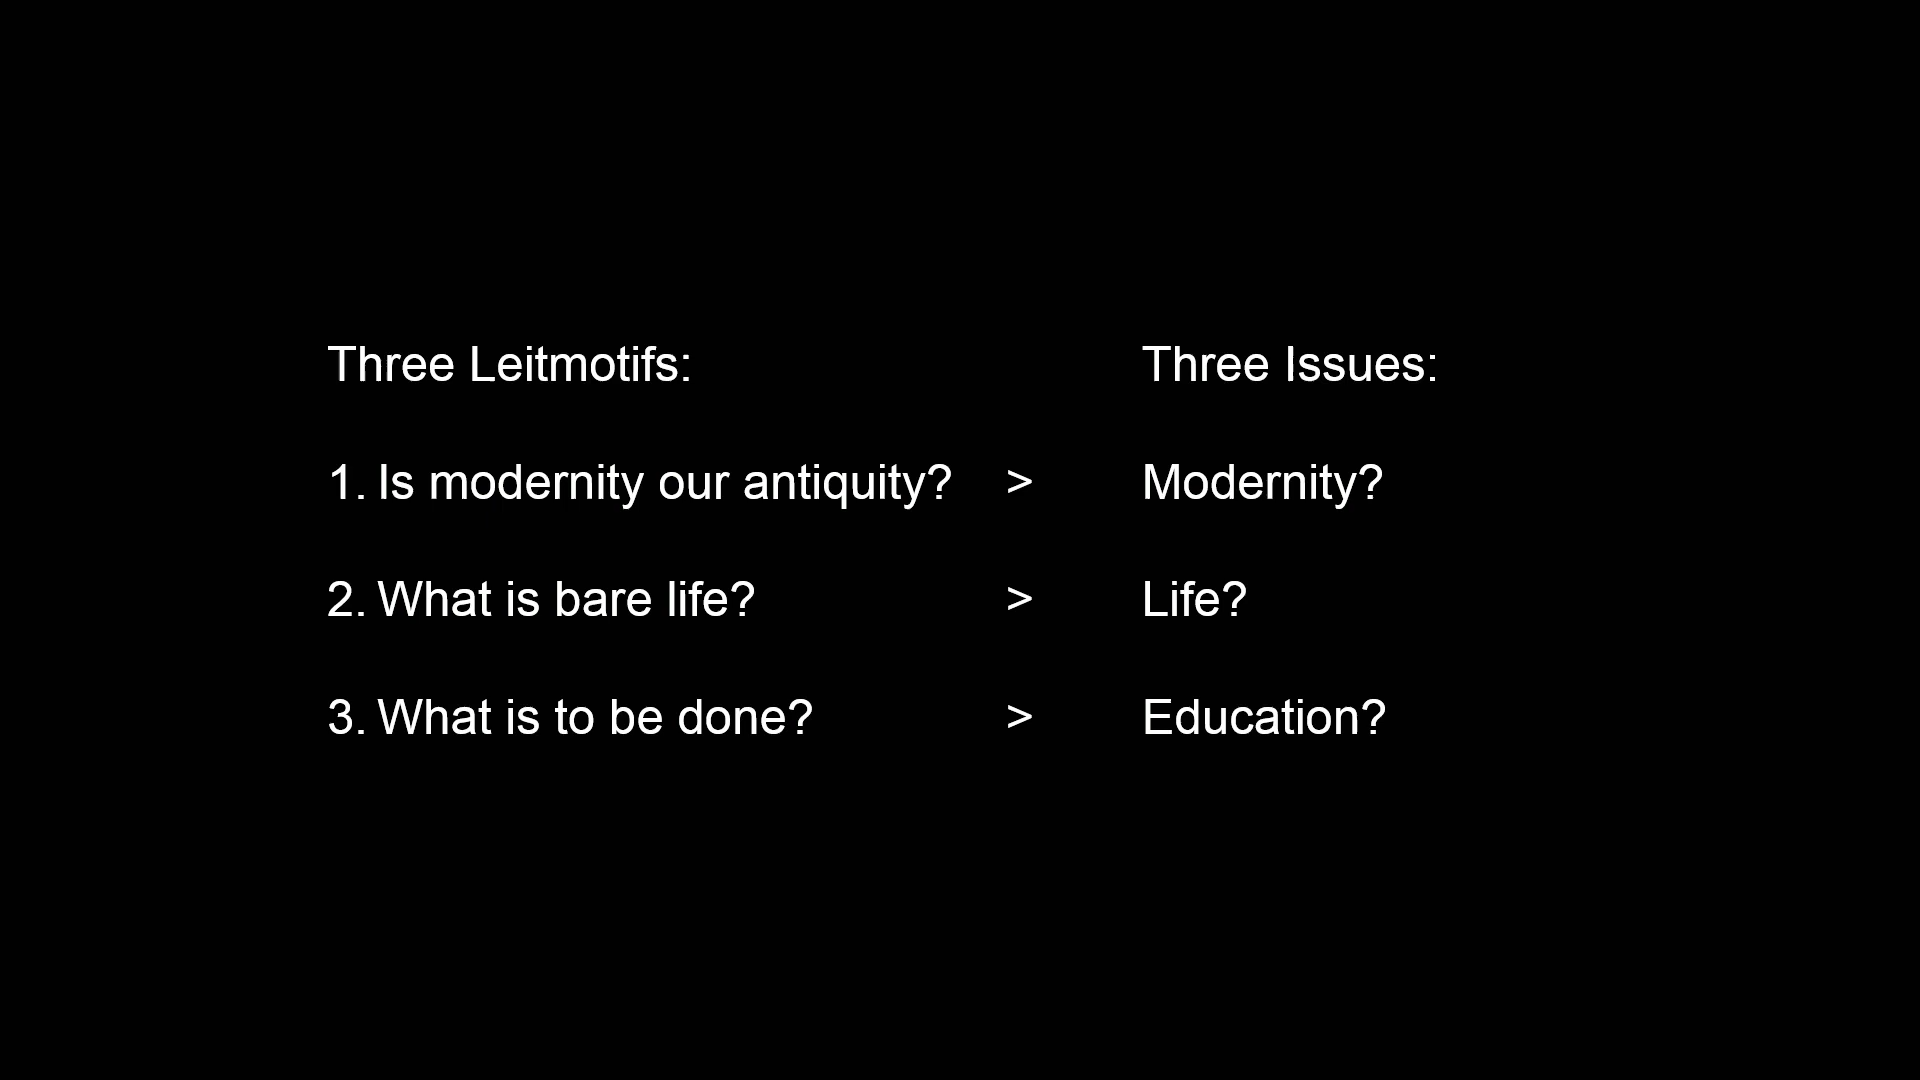 Three Leitmotifs: Three Issues:
1. Is modernity our antiquity? > Modernity?
2. What is bare life? > Life?
3. What is to be done? > Education?